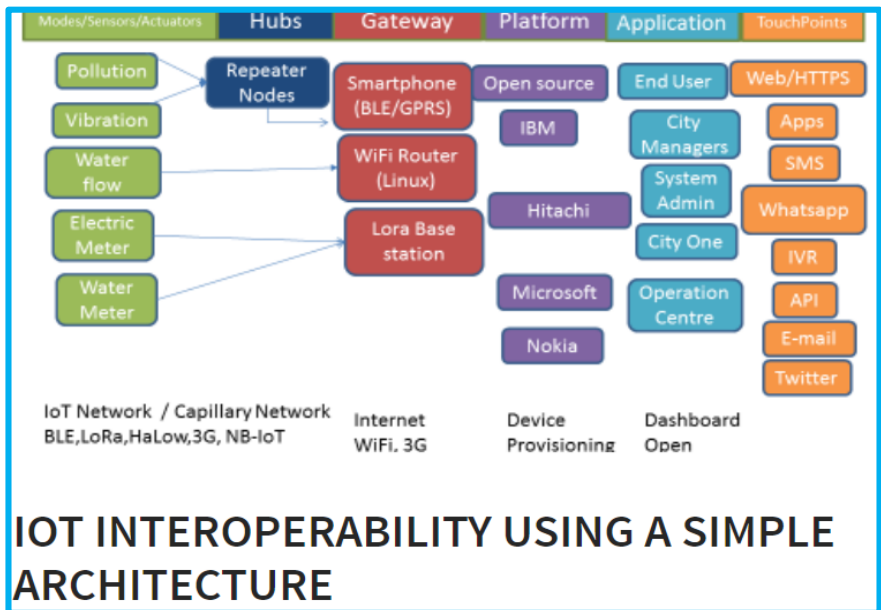 Modes/Sensors/Actuators
Hubs
Gateway
Platform
Application
TouchPoints
Pollution
Vibration
Water
flow
Electric
Meter
Water
Meter
Repeater
Nodes
Smartphone
(BLE/GPRS)
WiFi Router
(Linux)
Lora Base
station
Open source
IBM
Hitachi
Microsoft
Nokia
End User
City
Managers
System
Admin
City One
Operation
Centre
Web/HTTPS
Apps
SMS
Whatsapp
IVR
API
E-mail
Twitter
IoT Network / Capillary Network
BLE,LoRa,HaLow,3G, NB-IoT
Internet
WiFi, 3G
Device
Provisioning
Dashboard
Open
IOT INTEROPERABILITY USING A SIMPLE
ARCHITECTURE